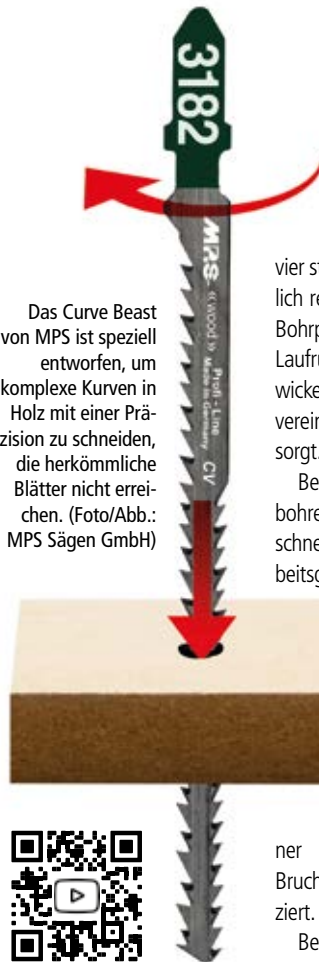 3182
MPS «wood» Profi-Line
Made in Germany CV
Das Curve Beast
von MPS ist speziell
entworfen, um
komplexe Kurven in
Holz mit einer Prä-
zision zu schneiden,
die herkömmliche
Blätter nicht errei-
chen. (Foto/Abb.:
MPS Sägen GmbH)
vier st
lich re
Bohrp
Laufru
wicke
verein
sorgt.
Be
bohre
schne
beitsg
ner
Bruch
ziert.
Be